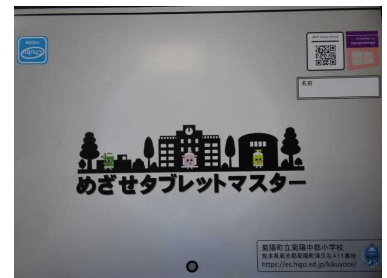 名前
めざせタブレットマスター
菊陽町立菊陽中部小学校
熊本県菊池郡菊陽町津久礼411番地
https://es.higo.ed.jp/kikuyoce/